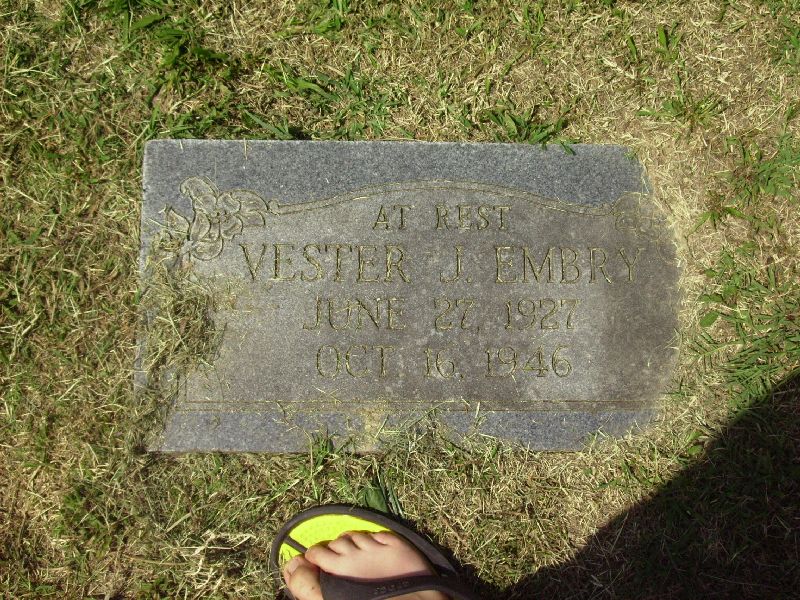 AT REST
VESTER J. EMBRY
JUNE 27, 1927
OCT. 16, 1946